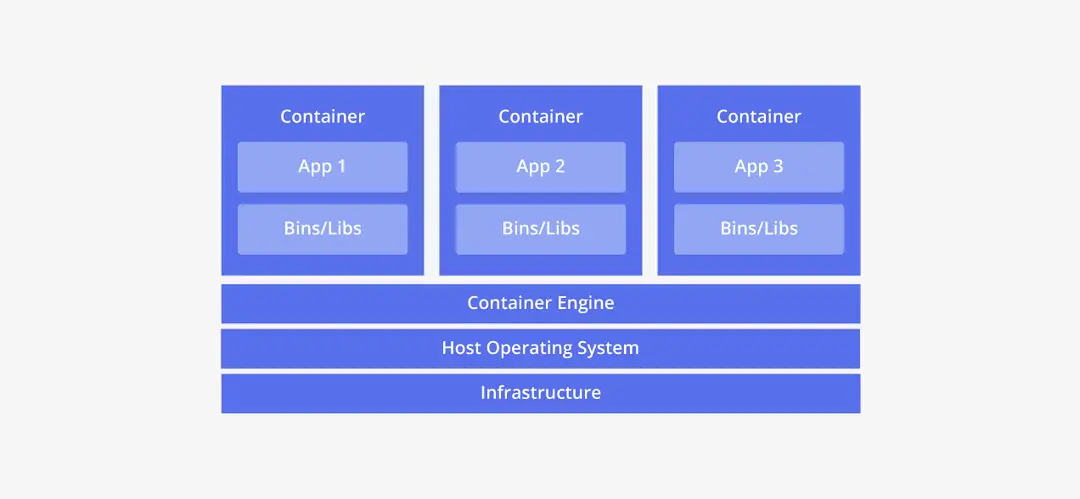 Container
App 1
Bins/Libs
Container
App 2
Bins/Libs
Container
App 3
Bins/Libs
Container Engine
Host Operating System
Infrastructure